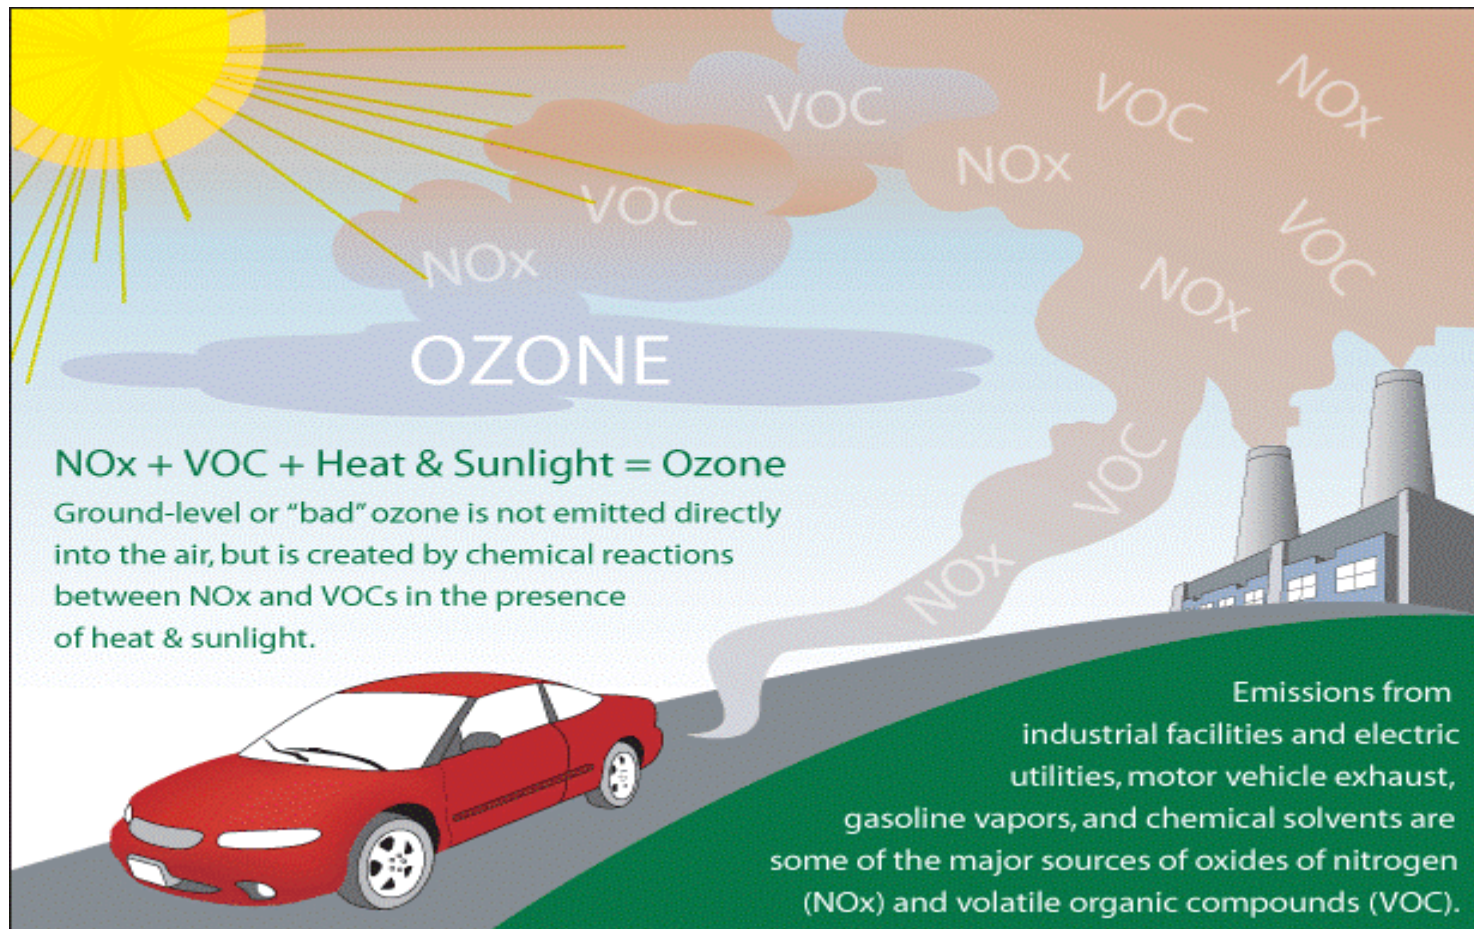 VOC
VOC
NOx
NOx
VOC
VOC
NOx
NOx
OZONE
VOC
NOx
NOx + VOC + Heat & Sunlight = Ozone
Ground-level or “bad” ozone is not emitted directly
into the air, but is created by chemical reactions
between NOx and VOCs in the presence
of heat & sunlight.
Emissions from
industrial facilities and electric
utilities, motor vehicle exhaust,
gasoline vapors, and chemical solvents are
some of the major sources of oxides of nitrogen
(NOx) and volatile organic compounds (VOC).